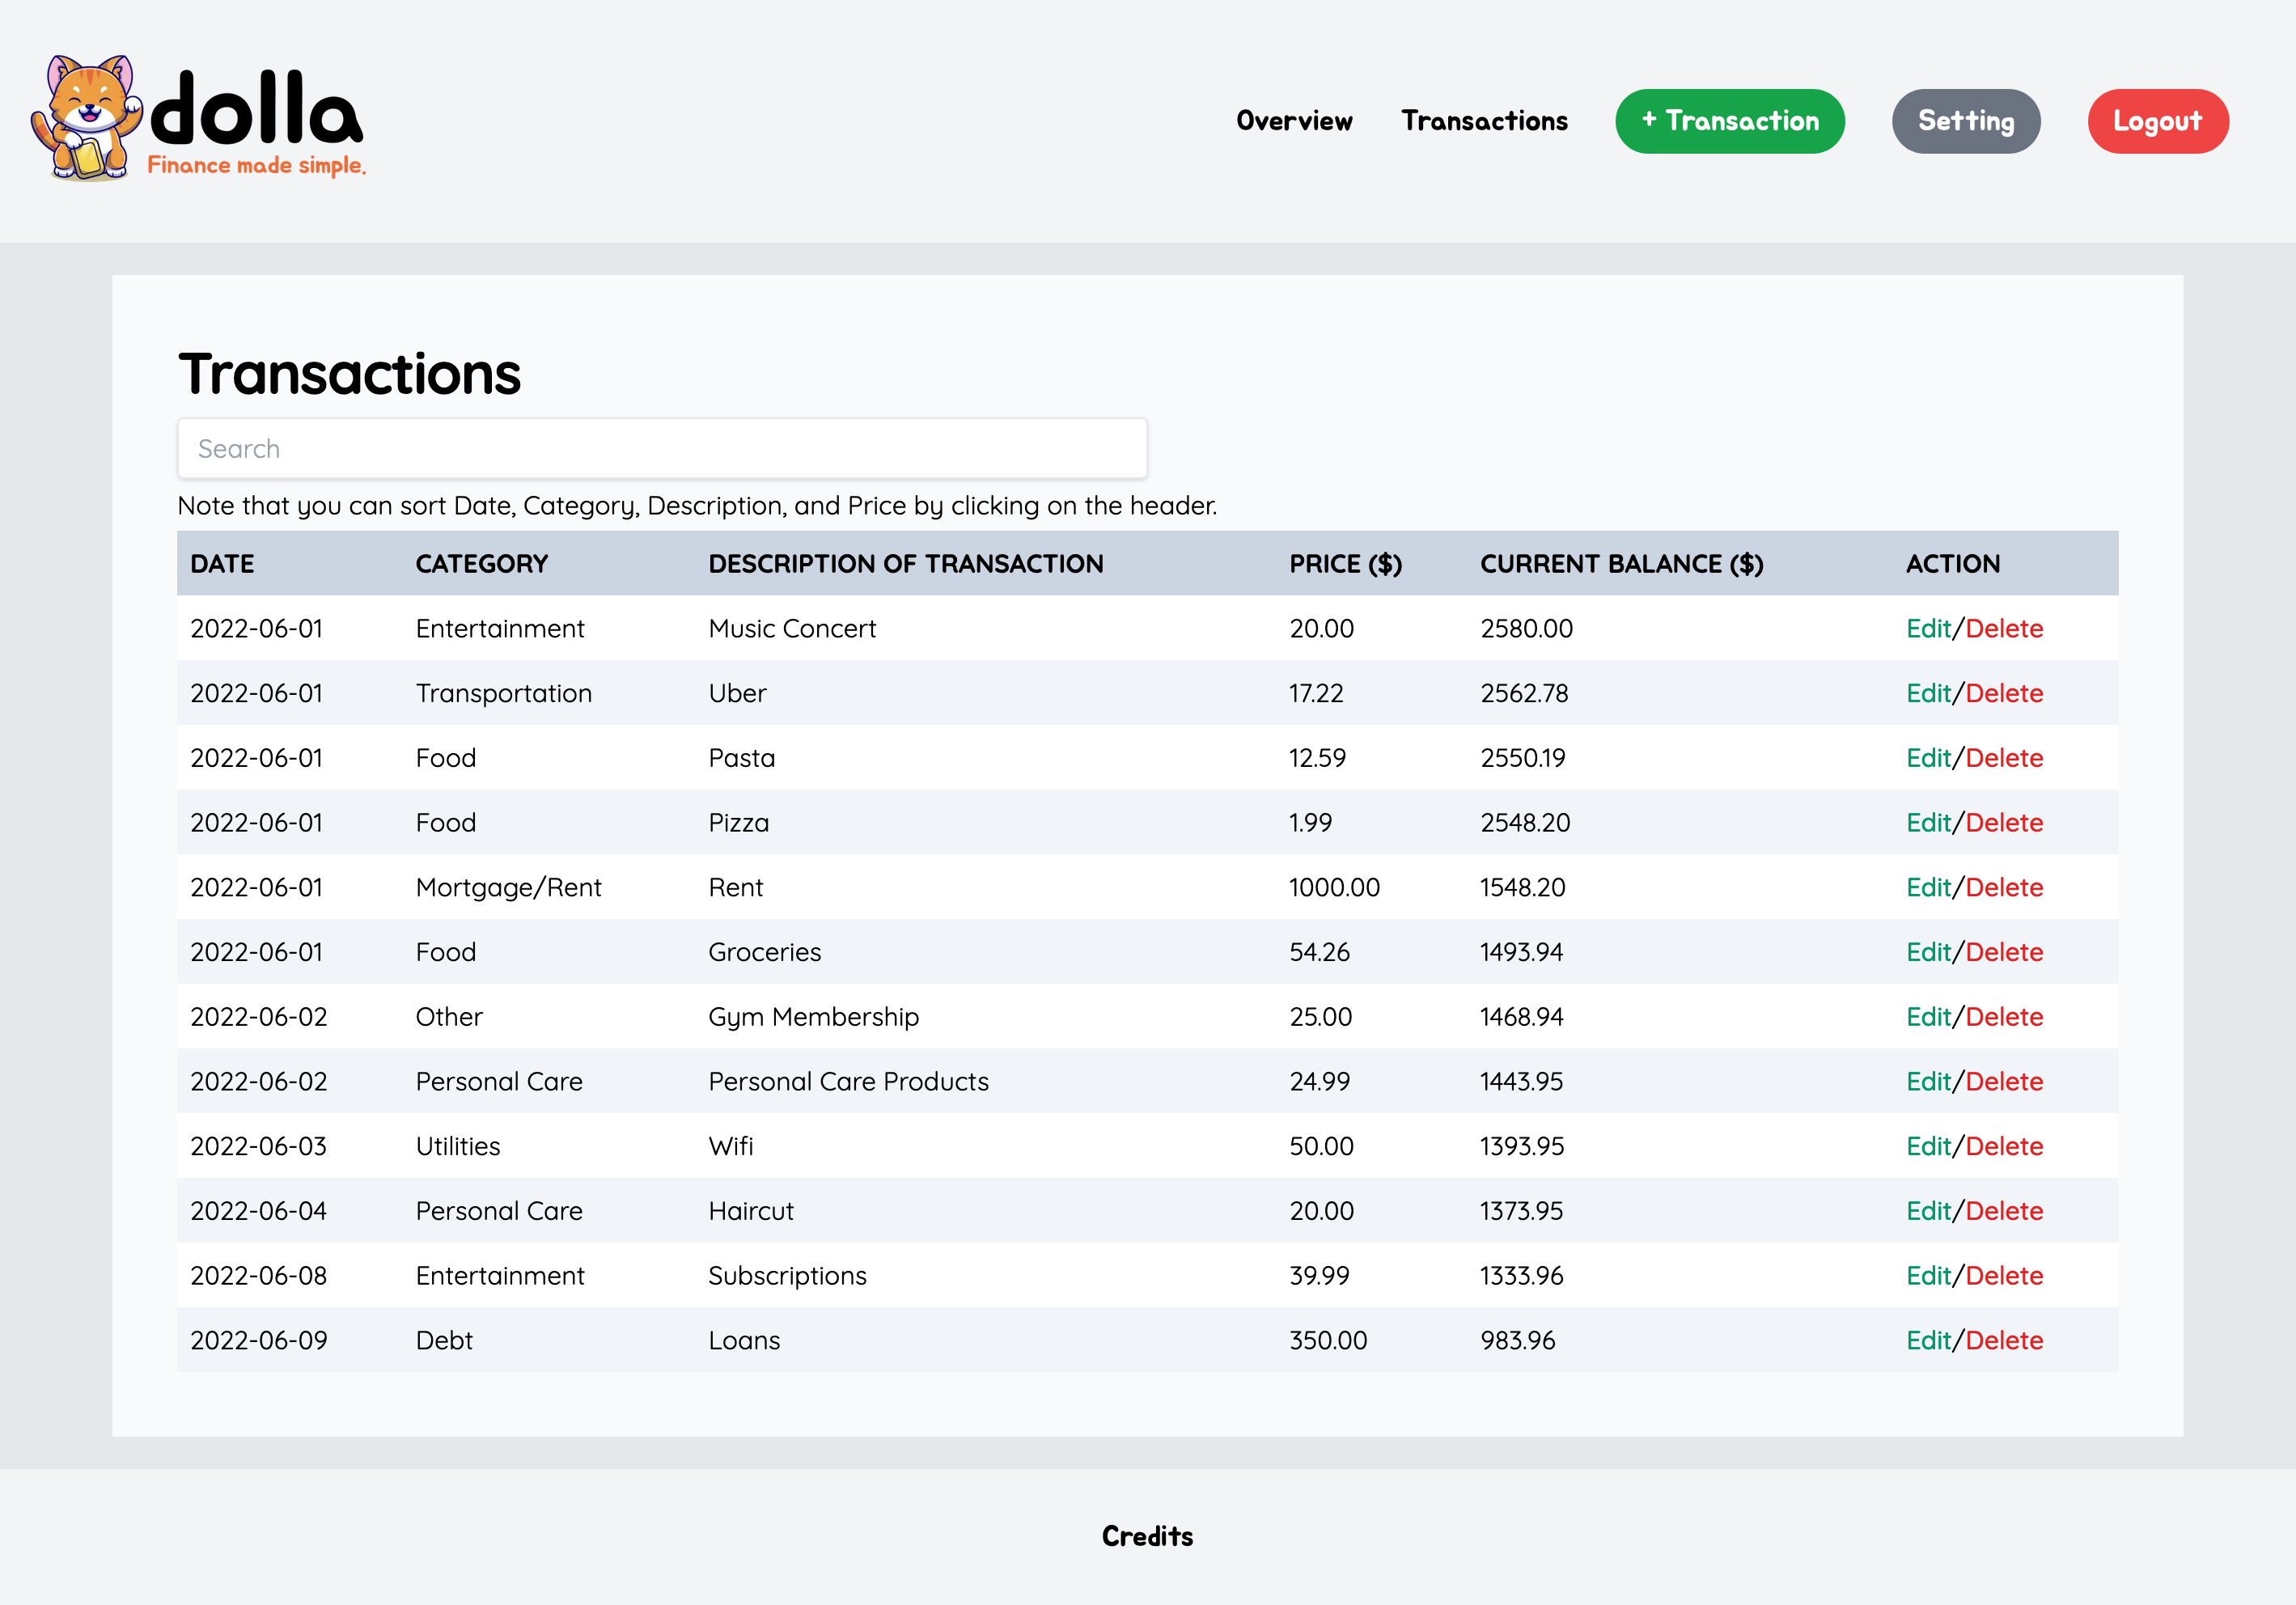 dolla
Finance made simple.
Overview Transactions + Transaction Setting Logout
Transactions
Search
Note that you can sort Date, Category, Description, and Price by clicking on the header.
DATE CATEGORY DESCRIPTION OF TRANSACTION PRICE ($) CURRENT BALANCE ($) ACTION
2022-06-01 Entertainment Music Concert 20.00 2580.00 Edit/Delete
2022-06-01 Transportation Uber 17.22 2562.78 Edit/Delete
2022-06-01 Food Pasta 12.59 2550.19 Edit/Delete
2022-06-01 Food Pizza 1.99 2548.20 Edit/Delete
2022-06-01 Mortgage/Rent Rent 1000.00 1548.20 Edit/Delete
2022-06-01 Food Groceries 54.26 1493.94 Edit/Delete
2022-06-02 Other Gym Membership 25.00 1468.94 Edit/Delete
2022-06-02 Personal Care Personal Care Products 24.99 1443.95 Edit/Delete
2022-06-03 Utilities Wifi 50.00 1393.95 Edit/Delete
2022-06-04 Personal Care Haircut 20.00 1373.95 Edit/Delete
2022-06-08 Entertainment Subscriptions 39.99 1333.96 Edit/Delete
2022-06-09 Debt Loans 350.00 983.96 Edit/Delete
Credits